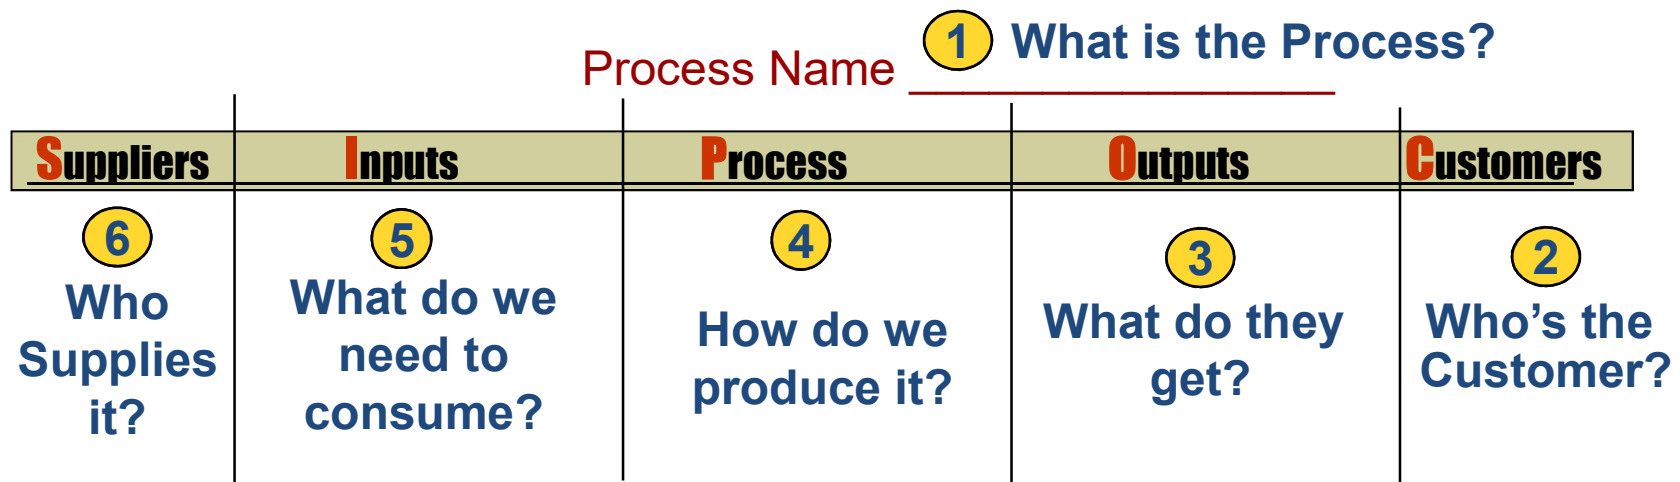 1 What is the Process?
Process Name ________________
Suppliers Inputs Process Outputs Customers
6
Who
Supplies
it?
5
What do we
need to
consume?
4
How do we
produce it?
3
What do they
get?
2
Who's the
Customer?